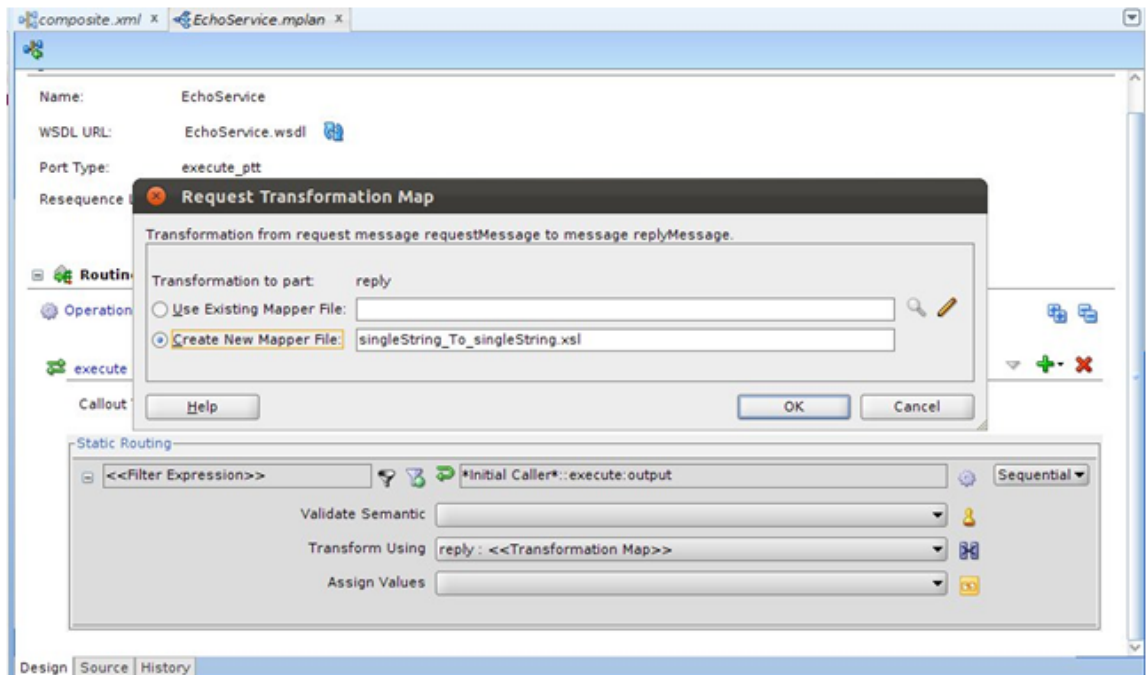 composite.xml x EchoService.mplan x
Name: EchoService
WSDL URL: EchoService.wsdl
Port Type: execute_ptt
Resequence
Request Transformation Map
Transformation from request message requestMessage to message replyMessage.
Transformation to part: reply
Use Existing Mapper File:
Create New Mapper File: singleString_To_singleString.xsl
Help OK Cancel
Routin
Operation
execute
Callout
Static Routing
<<Filter Expression>> *Initial Caller*::execute:output Sequential
Validate Semantic
Transform Using reply : <<Transformation Map>>
Assign Values
Design Source History